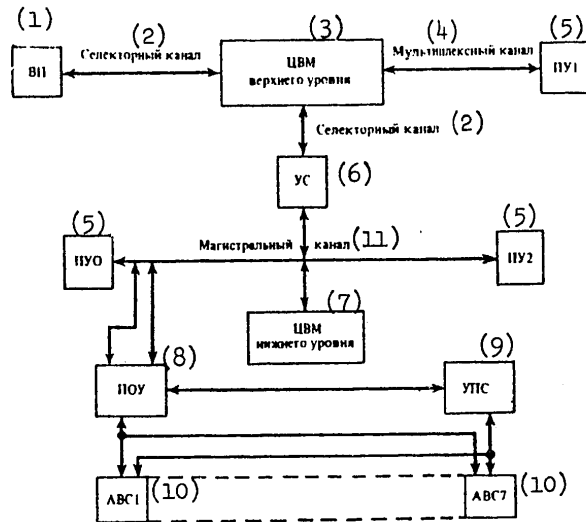 (1)
(2)
(3)
(4)
(5)
ВП
Селекторный канал
ЦВМ
верхнего уровня
Мультиплексный канал
ПУ1
Селекторный канал (2)
УС
(6)
(5)
Магистральный канал (11)
(5)
ПУ0
ПУ2
(7)
ЦВМ
нижнего уровня
(8)
(9)
ПОУ
УПС
АВС1
(10)
АВС7
(10)